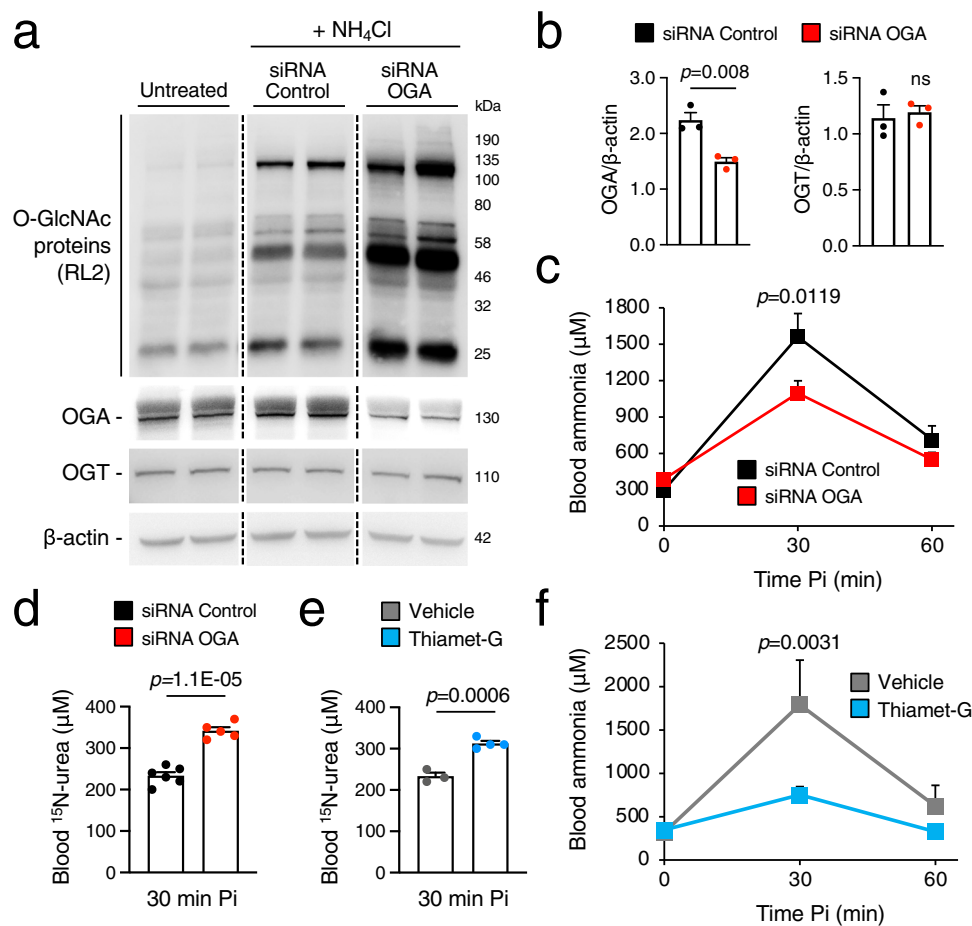 a
+ NH₄Cl
Untreated
siRNA
Control
siRNA
OGA
kDa
190
135
100
80
58
46
32
25
O-GlcNAc
proteins
(RL2)
OGA -
130
OGT -
110
β-actin -
42
b
siRNA Control
siRNA OGA
OGA/β-actin
3.0
2.0
1.0
0.0
p=0.008
OGT/β-actin
1.5
1.0
0.5
0.0
ns
c
Blood ammonia (μM)
1800
1500
1200
900
600
300
0
p=0.0119
siRNA Control
siRNA OGA
0
30
60
Time Pi (min)
d
siRNA Control
siRNA OGA
p=1.1E-05
Blood ¹⁵N-urea (μM)
400
300
200
100
0
30 min Pi
e
Vehicle
Thiamet-G
p=0.0006
Blood ¹⁵N-urea (μM)
400
300
200
100
0
30 min Pi
f
Blood ammonia (μM)
2500
2000
1500
1000
500
0
p=0.0031
Vehicle
Thiamet-G
0
30
60
Time Pi (min)